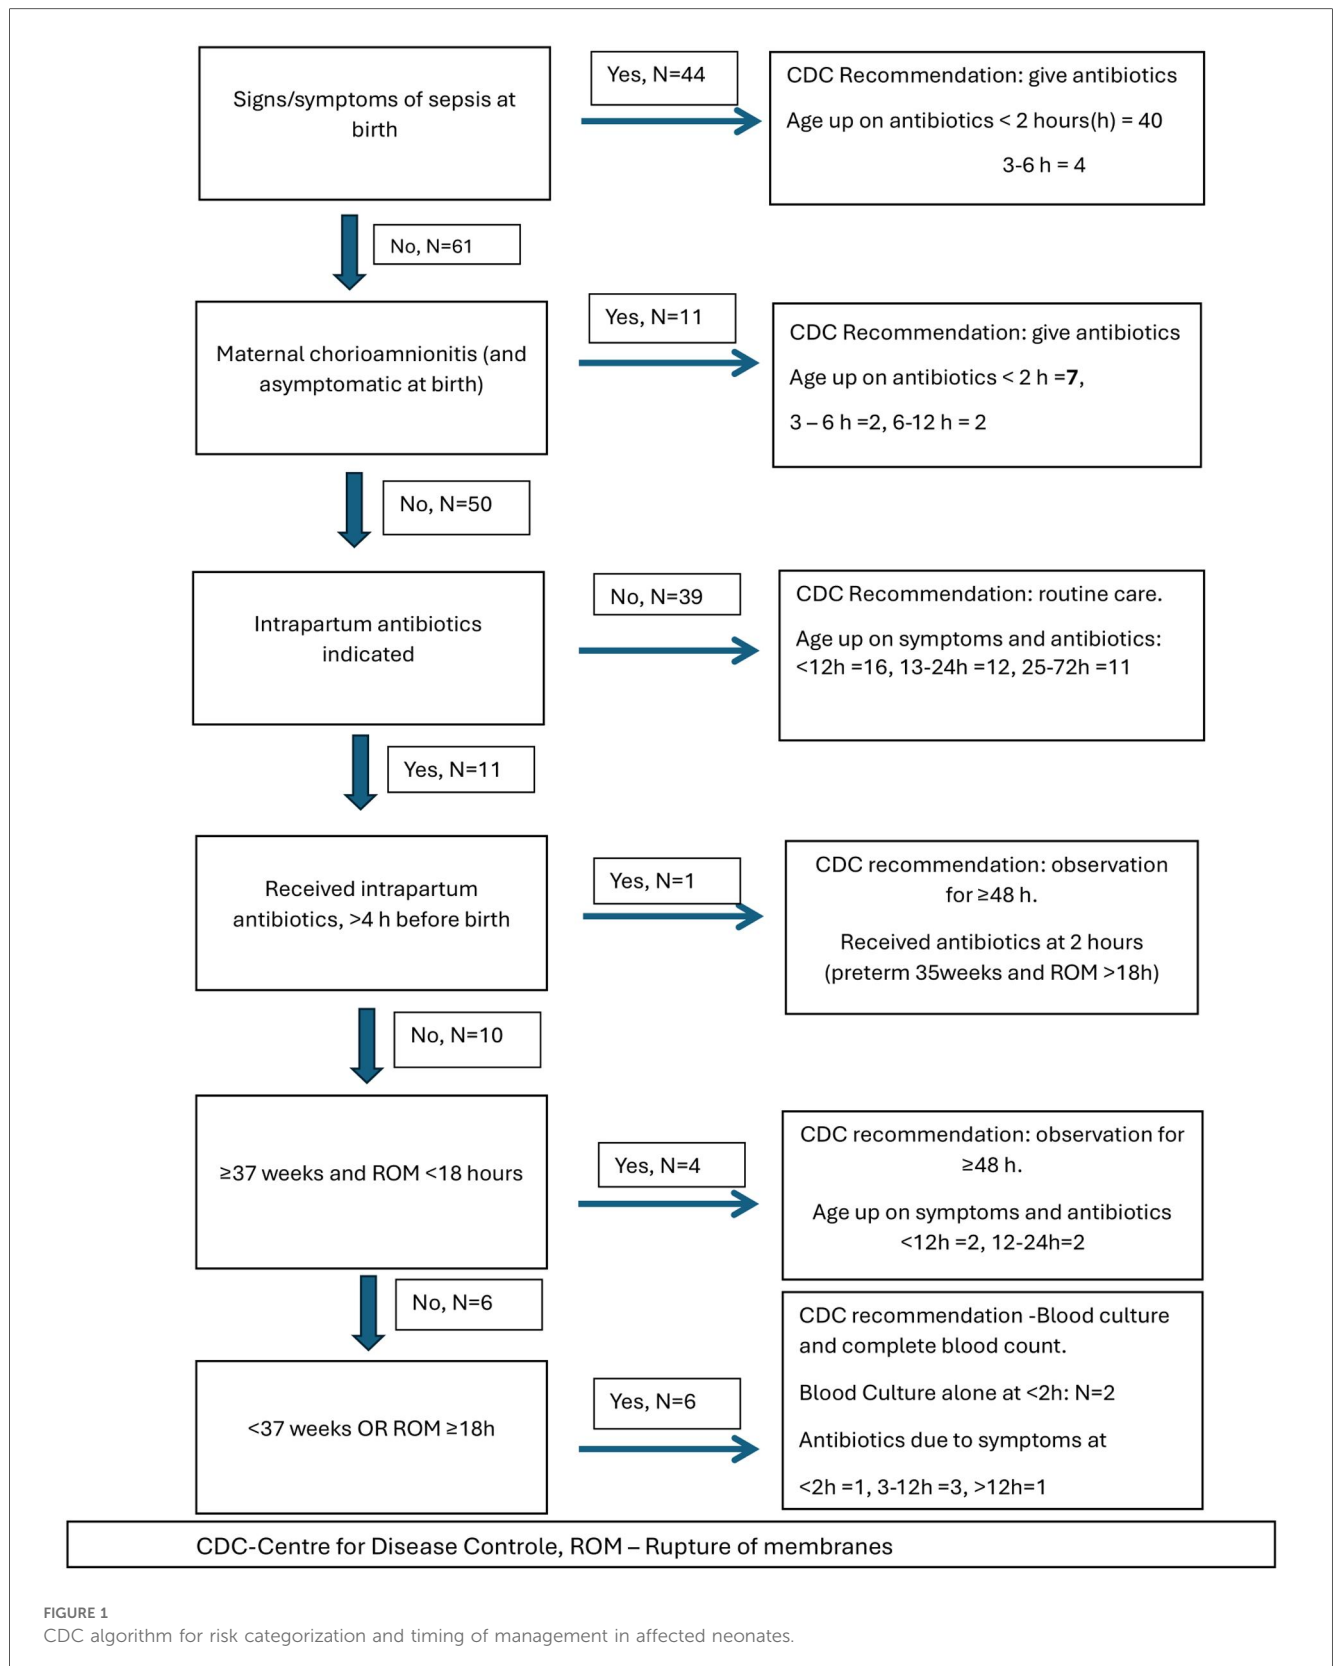 Signs/symptoms of sepsis at
birth
Yes, N=44
CDC Recommendation: give antibiotics
Age up on antibiotics < 2 hours(h) = 40
3-6 h = 4
No, N=61
Maternal chorioamnionitis (and
asymptomatic at birth)
Yes, N=11
CDC Recommendation: give antibiotics
Age up on antibiotics < 2 h =7,
3 – 6 h =2, 6-12 h = 2
No, N=50
Intrapartum antibiotics
indicated
No, N=39
CDC Recommendation: routine care.
Age up on symptoms and antibiotics:
<12h =16, 13-24h =12, 25-72h =11
Yes, N=11
Received intrapartum
antibiotics, >4 h before birth
Yes, N=1
CDC recommendation: observation
for ≥48 h.
Received antibiotics at 2 hours
(preterm 35weeks and ROM >18h)
No, N=10
≥37 weeks and ROM <18 hours
Yes, N=4
CDC recommendation: observation for
≥48 h.
Age up on symptoms and antibiotics
<12h =2, 12-24h=2
No, N=6
<37 weeks OR ROM ≥18h
Yes, N=6
CDC recommendation -Blood culture
and complete blood count.
Blood Culture alone at <2h: N=2
Antibiotics due to symptoms at
<2h =1, 3-12h =3, >12h=1
CDC-Centre for Disease Controle, ROM – Rupture of membranes
FIGURE 1
CDC algorithm for risk categorization and timing of management in affected neonates.